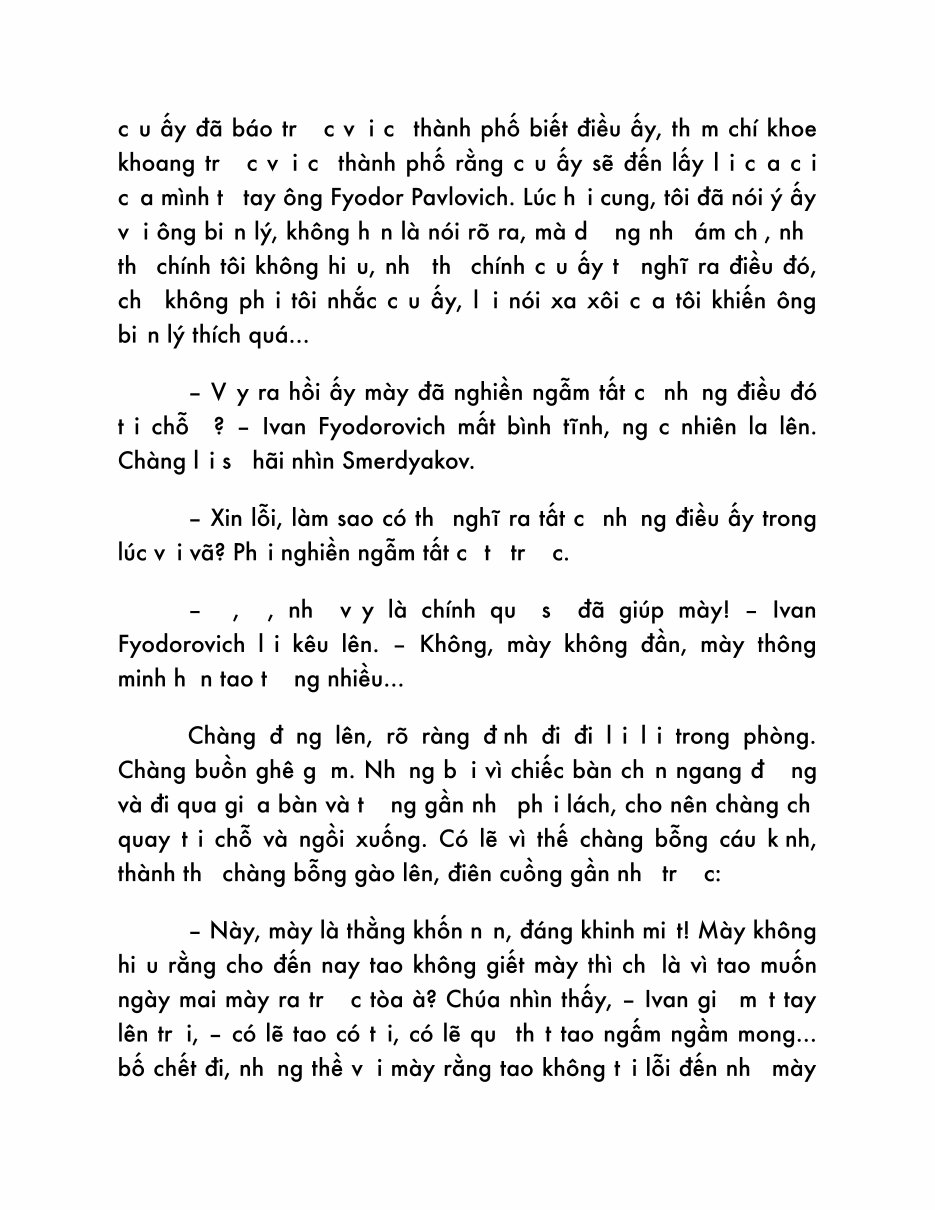 c u ấy đã báo tr c v i c thành phố biết điều ấy, th m chí khoe
khoang tr c v i c thành phố rằng c u ấy sẽ đến lấy l i c a c i
c a mình t tay ông Fyodor Pavlovich. Lúc h i cung, tôi đã nói ý ấy
v i ông bi n lý, không h n là nói rõ ra, mà d ng nh ám ch , nh
th chính tôi không hi u, nh th chính c u ấy t nghĩ ra điều đó,
ch không ph i tôi nhắc c u ấy, l i nói xa xôi c a tôi khiến ông
bi n lý thích quá...
– V y ra hồi ấy mày đã nghiền ngẫm tất c nh ng điều đó
t i chỗ ? – Ivan Fyodorovich mất bình tĩnh, ng c nhiên la lên.
Chàng l i s hãi nhìn Smerdyakov.
– Xin lỗi, làm sao có th nghĩ ra tất c nh ng điều ấy trong
lúc v i vã? Ph i nghiền ngẫm tất c t tr c.
– , , nh v y là chính qu s đã giúp mày! – Ivan
Fyodorovich l i kêu lên. – Không, mày không đần, mày thông
minh h n tao t ng nhiều...
Chàng đ ng lên, rõ ràng đ nh đi đi l i l i trong phòng.
Chàng buồn ghê g m. Nh ng b i vì chiếc bàn ch n ngang đ ng
và đi qua gi a bàn và t ng gần nh ph i lách, cho nên chàng ch
quay t i chỗ và ngồi xuống. Có lẽ vì thế chàng bỗng cáu k nh,
thành th chàng bỗng gào lên, điên cuồng gần nh tr c:
– Này, mày là thằng khốn n n, đáng khinh mi t! Mày không
hi u rằng cho đến nay tao không giết mày thì ch là vì tao muốn
ngày mai mày ra tr c tòa à? Chúa nhìn thấy, – Ivan gi m t tay
lên tr i, – có lẽ tao có t i, có lẽ qu th t tao ngấm ngầm mong...
bố chết đi, nh ng thề v i mày rằng tao không t i lỗi đến nh mày